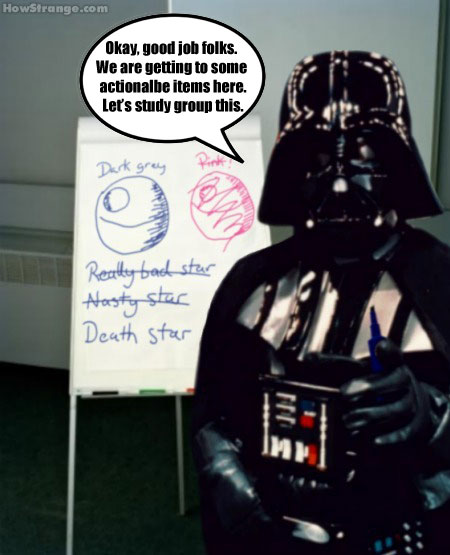 HowStrange.com
Okay, good job folks.
We are getting to some
actionalbe items here.
Let's study group this.
Dark grey
Pink?
Really bad star
Nasty star
Death star